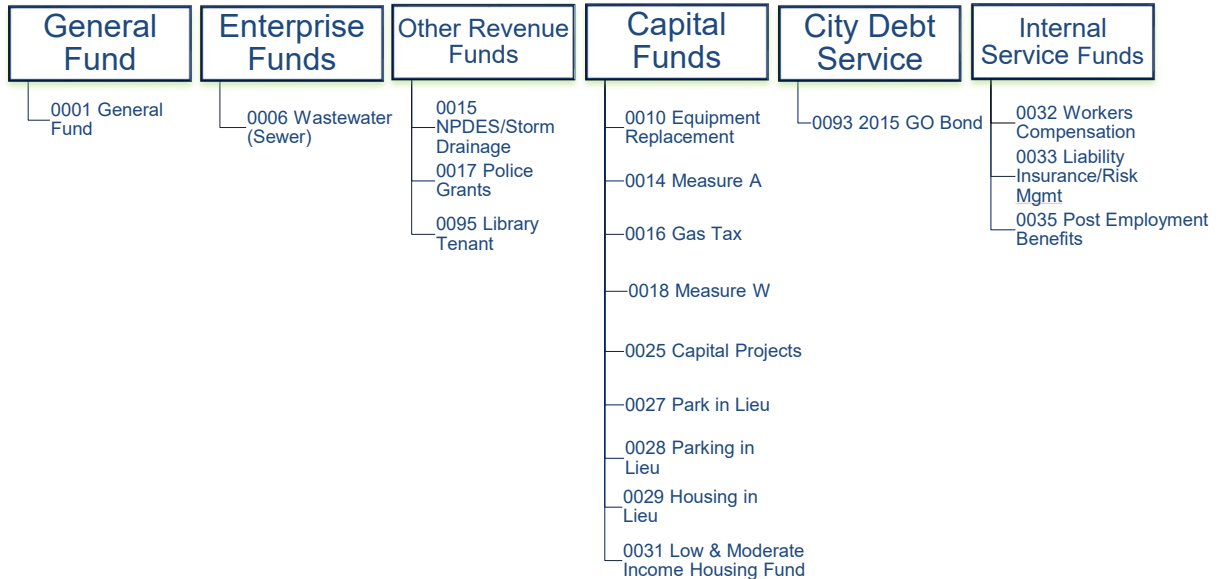 General
Fund
0001 General
Fund
Enterprise
Funds
0006 Wastewater
(Sewer)
Other Revenue
Funds
0015
NPDES/Storm
Drainage
0017 Police
Grants
0095 Library
Tenant
Capital
Funds
0010 Equipment
Replacement
0014 Measure A
0016 Gas Tax
0018 Measure W
0025 Capital Projects
0027 Park in Lieu
0028 Parking in
Lieu
0029 Housing in
Lieu
0031 Low & Moderate
Income Housing Fund
City Debt
Service
0093 2015 GO Bond
Internal
Service Funds
0032 Workers
Compensation
0033 Liability
Insurance/Risk
Mgmt
0035 Post Employment
Benefits